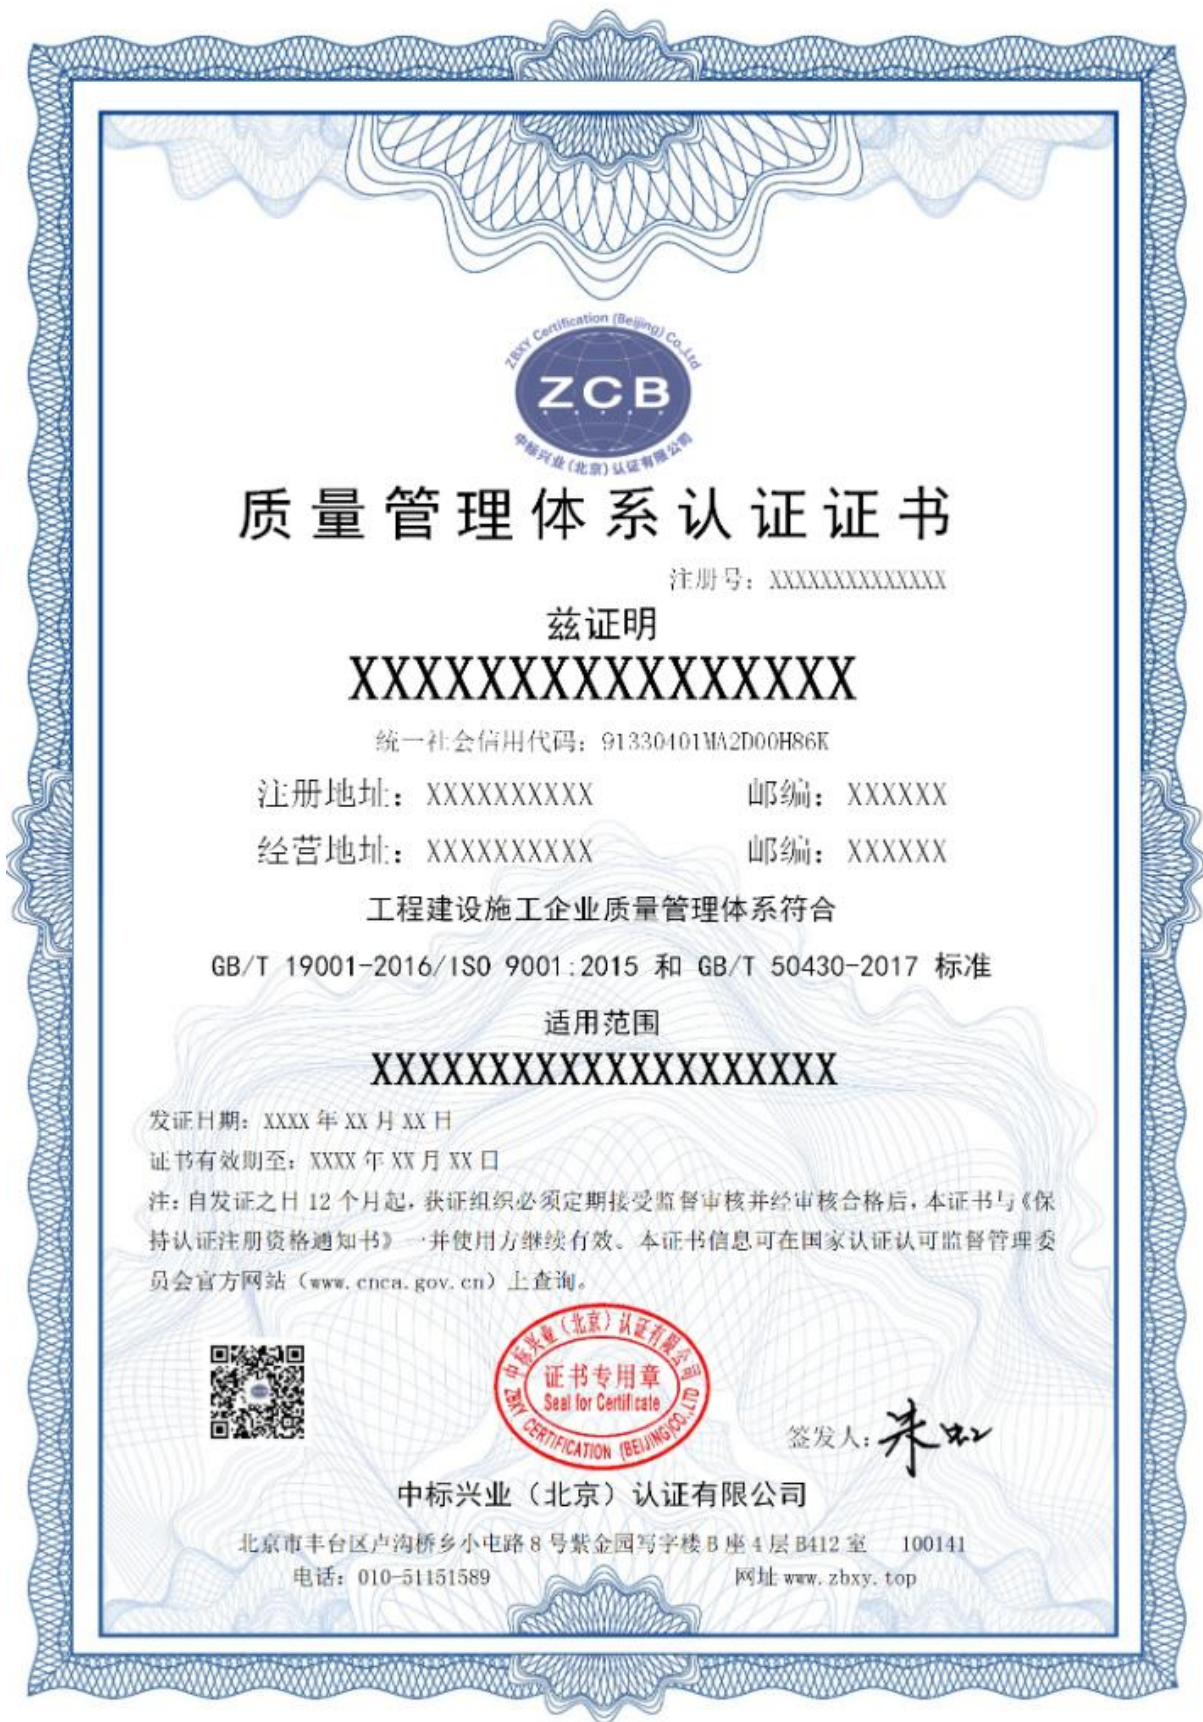 ZBXY Certification (Beijing) Co.,Ltd
ZCB
中标兴业(北京)认证有限公司
质量管理体系认证证书
注册号：XXXXXXXXXXXXXX
兹证明
XXXXXXXXXXXXXXXX
统一社会信用代码：91330401MA2D00H86K
注册地址：XXXXXXXXXX 邮编：XXXXXX
经营地址：XXXXXXXXXX 邮编：XXXXXX
工程建设施工企业质量管理体系符合
GB/T 19001-2016/ISO 9001:2015 和 GB/T 50430-2017 标准
适用范围
XXXXXXXXXXXXXXXXXXXX
发证日期：XXXX 年 XX 月 XX 日
证书有效期至：XXXX 年 XX 月 XX 日
注：自发证之日 12 个月起，获证组织必须定期接受监督审核并经审核合格后，本证书与《保
持认证注册资格通知书》一并使用方继续有效。本证书信息可在国家认证认可监督管理委
员会官方网站（www.cnca.gov.cn）上查询。
中标兴业(北京)认证有限公司
证书专用章
Seal for Certificate
ZBXY CERTIFICATION (BEIJING)CO.,LTD
签发人：朱虹
中标兴业（北京）认证有限公司
北京市丰台区卢沟桥乡小屯路 8 号紫金园写字楼 B 座 4 层 B412 室 100141
电话：010-51151589 网址 www.zbxy.top